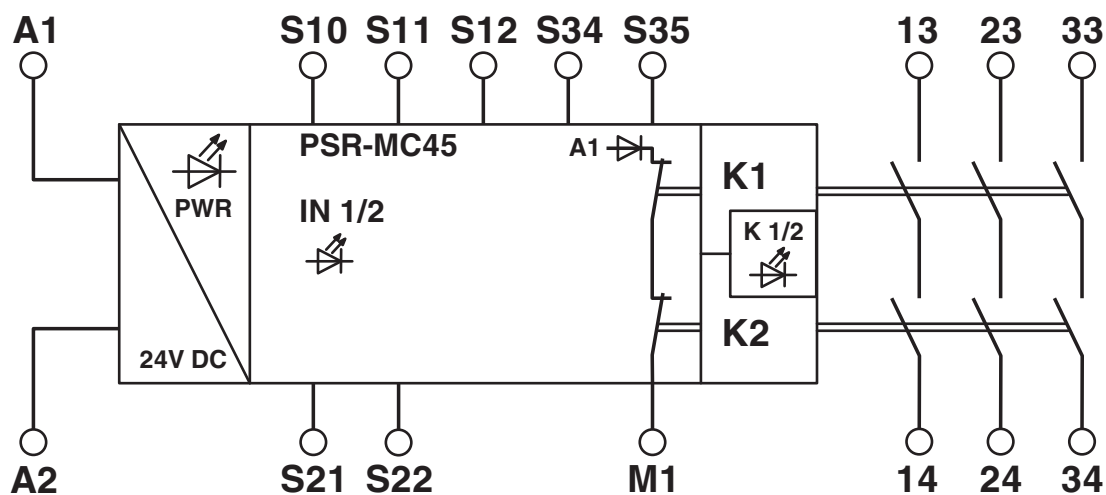 A1 S10 S11 S12 S34 S35 13 23 33
PSR-MC45
A1
K1
PWR
IN 1/2
K 1/2
K2
24V DC
A2 S21 S22 M1 14 24 34